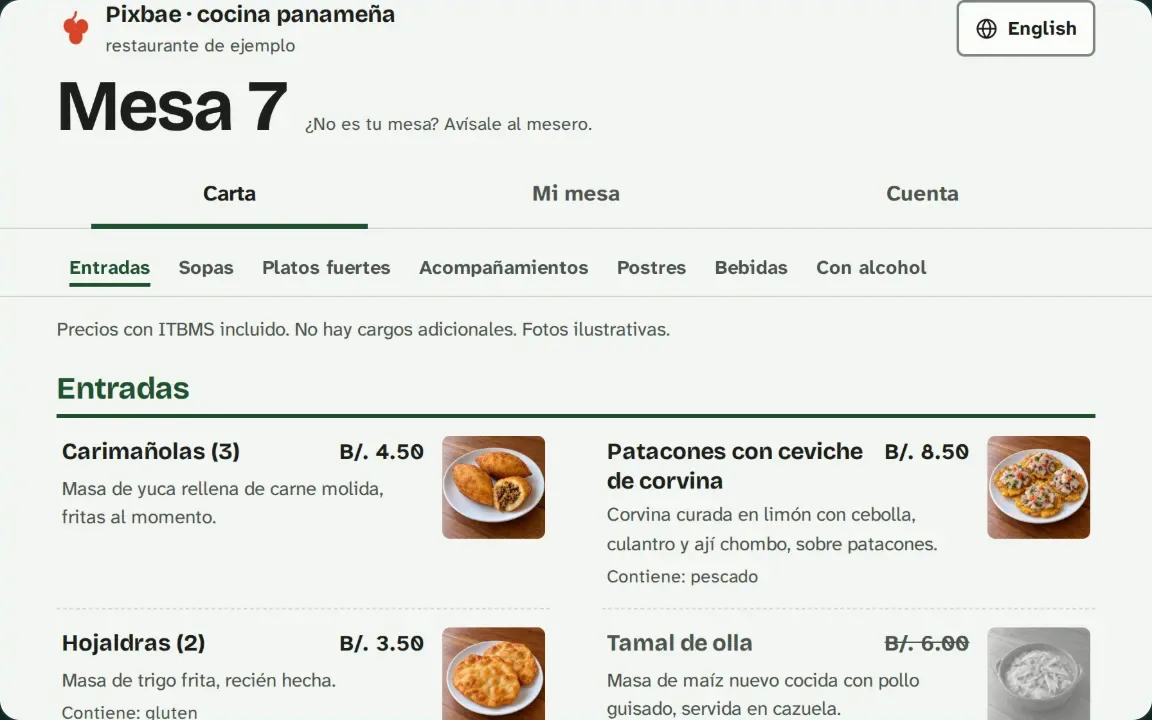 Pixbae · cocina panameña
restaurante de ejemplo
English
Mesa 7
¿No es tu mesa? Avísale al mesero.
Carta
Mi mesa
Cuenta
Entradas
Sopas
Platos fuertes
Acompañamientos
Postres
Bebidas
Con alcohol
Precios con ITBMS incluido. No hay cargos adicionales. Fotos ilustrativas.
Entradas
Carimañolas (3)
B/. 4.50
Masa de yuca rellena de carne molida,
fritas al momento.
Patacones con ceviche
de corvina
B/. 8.50
Corvina curada en limón con cebolla,
culantro y ají chombo, sobre patacones.
Contiene: pescado
Hojaldras (2)
B/. 3.50
Masa de trigo frita, recién hecha.
Contiene: gluten
Tamal de olla
B/. 6.00
Masa de maíz nuevo cocida con pollo
guisado, servida en cazuela.